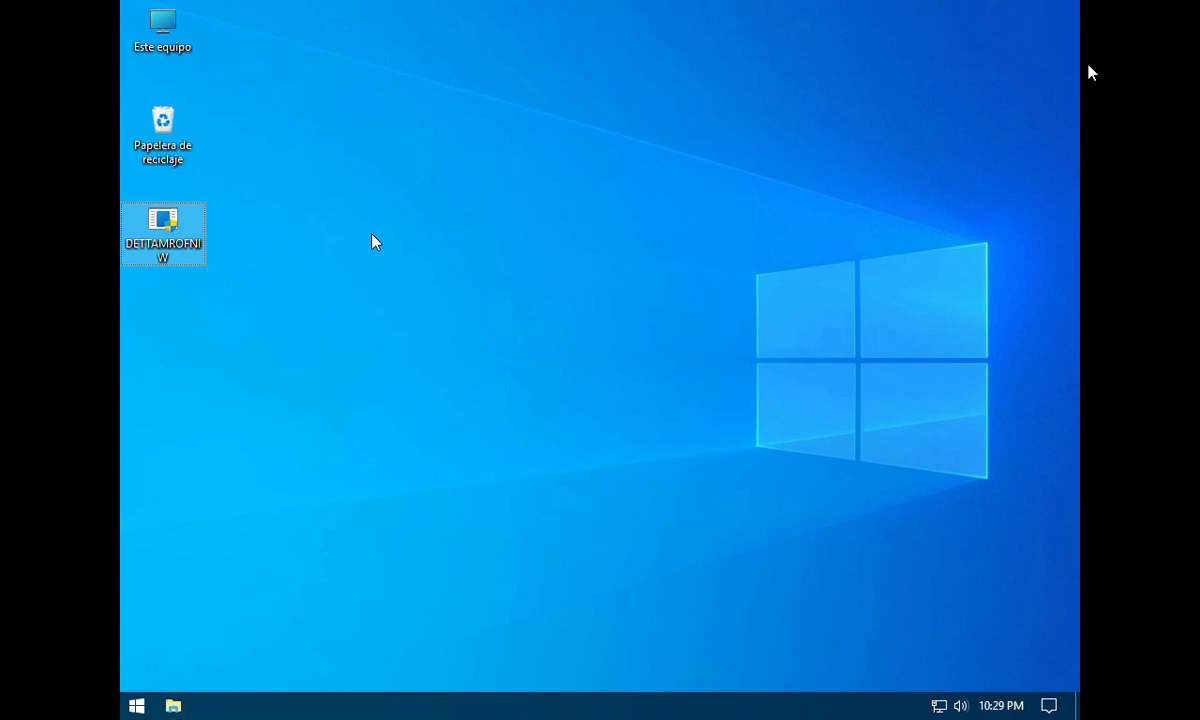 Este equipo
Papelera de
reciclaje
DETTAMROFNI
W
10:29 PM